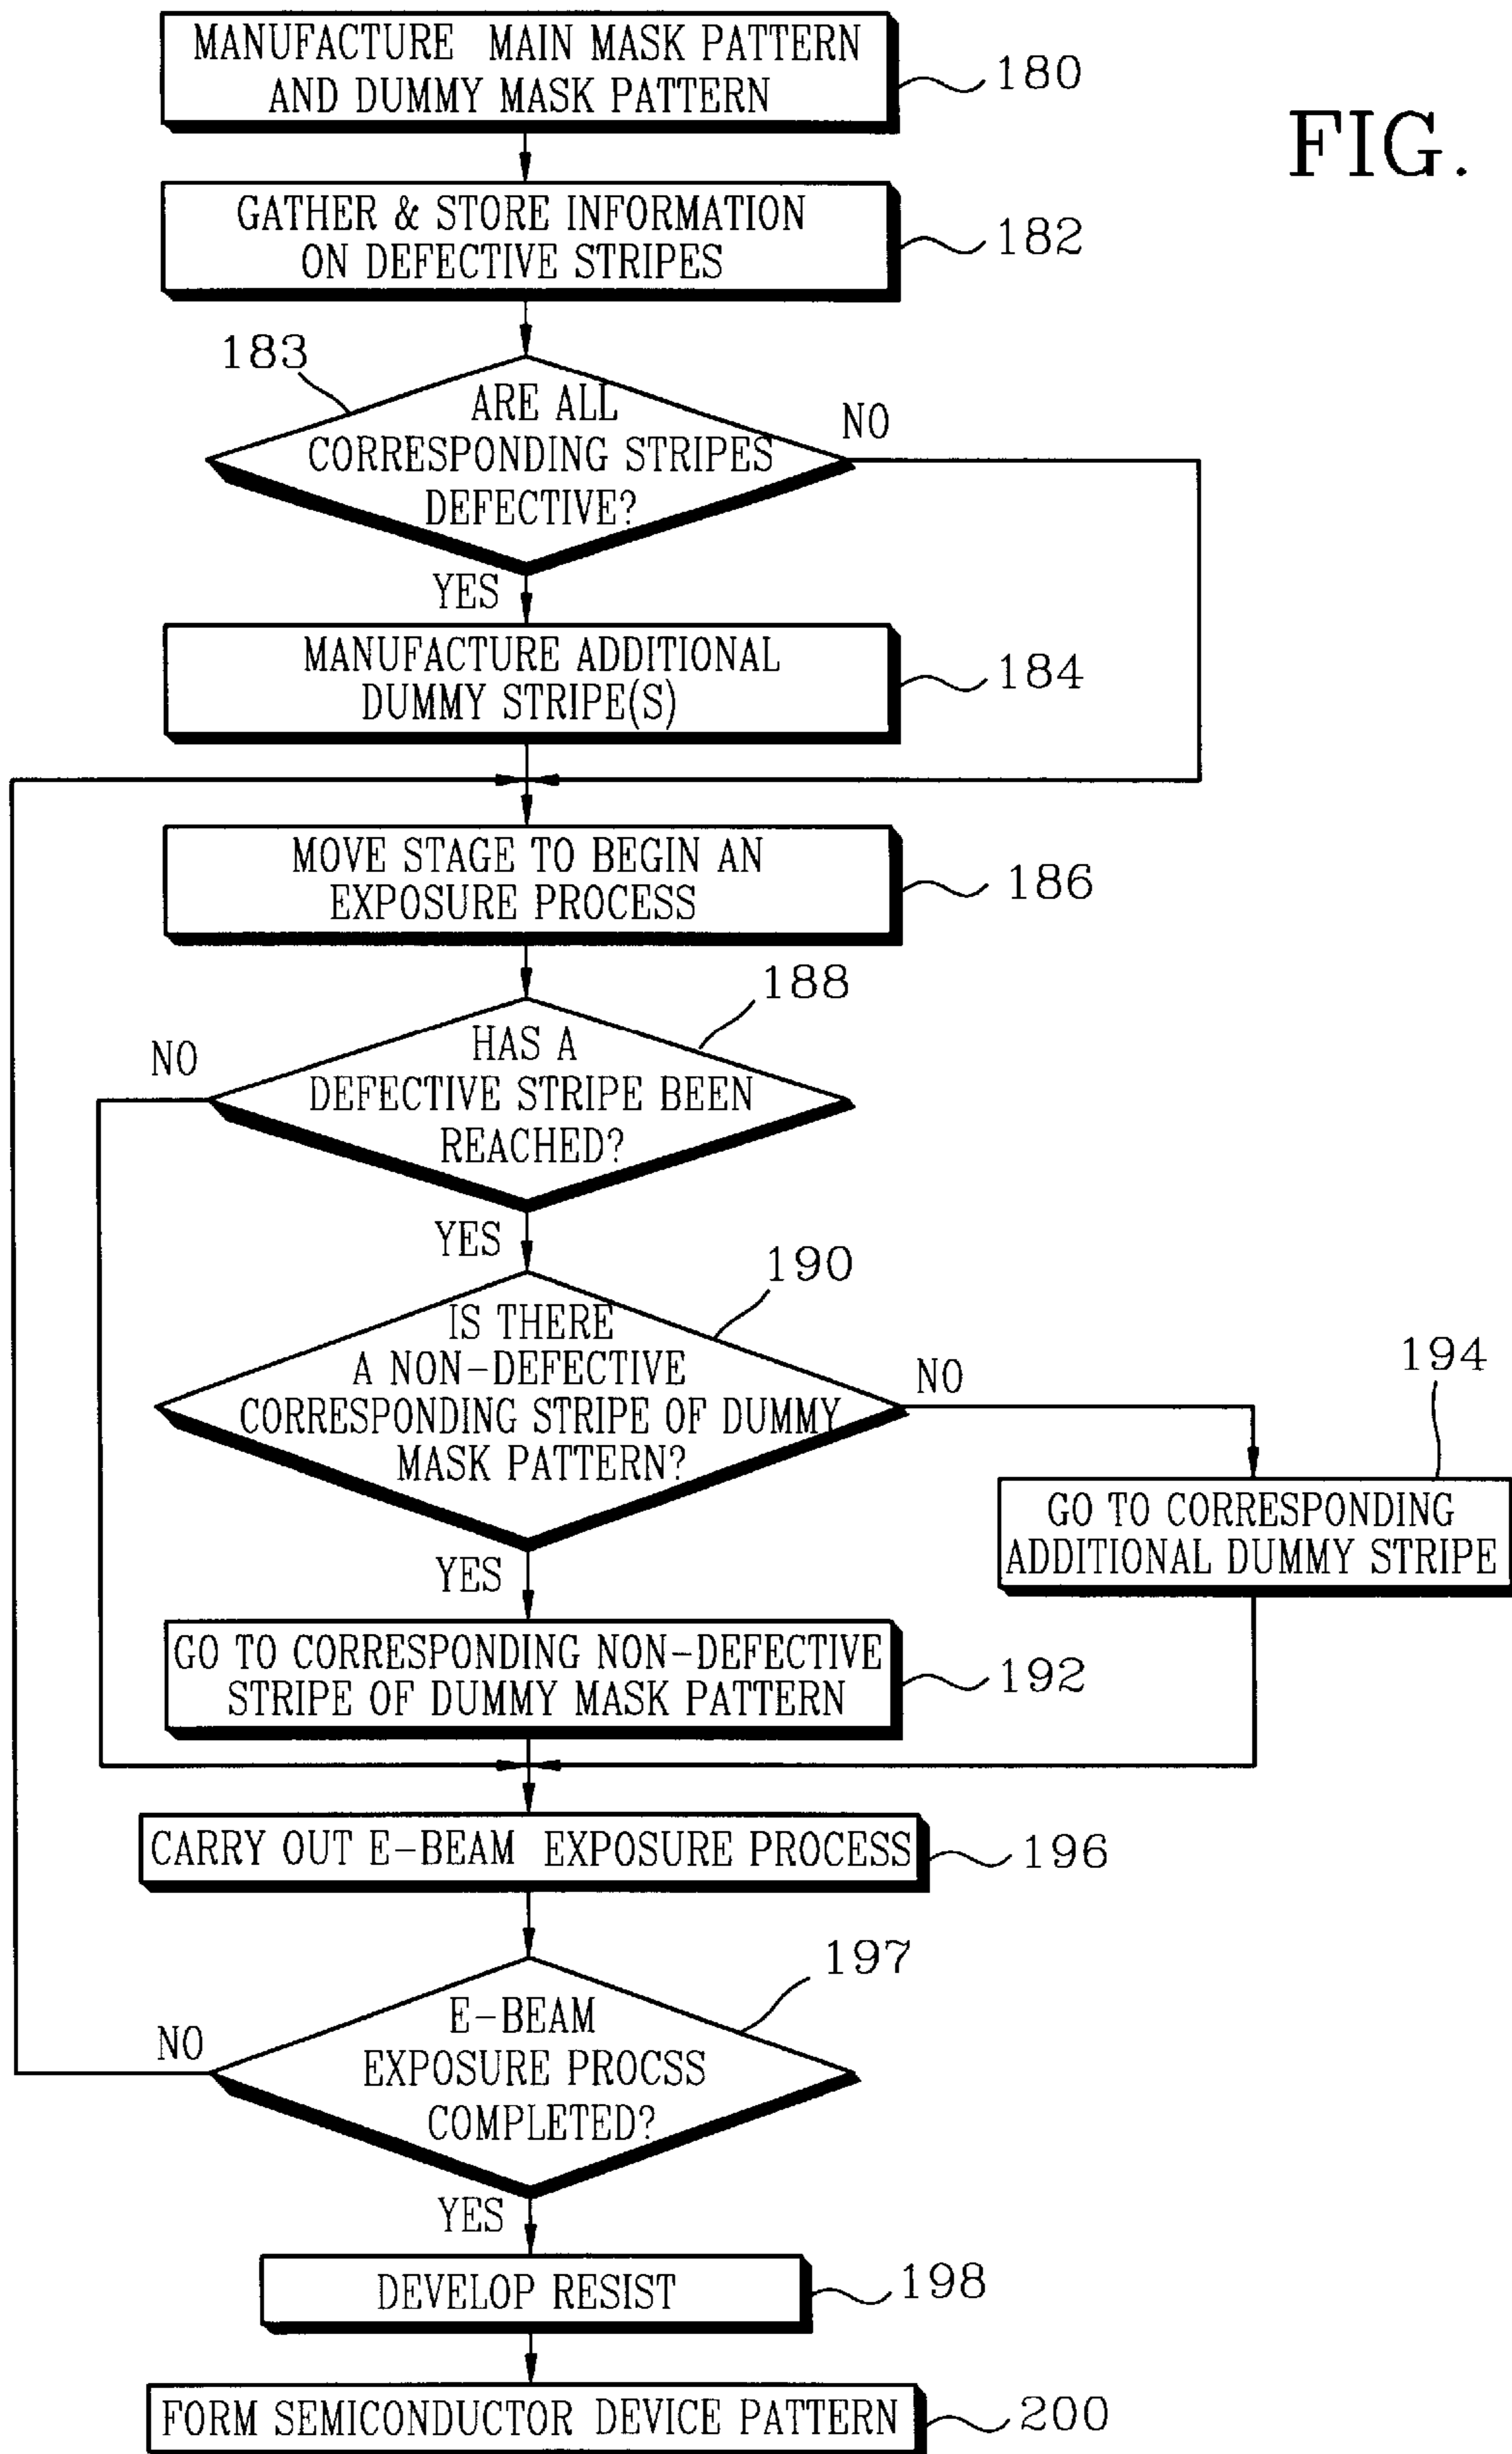 MANUFACTURE MAIN MASK PATTERN
AND DUMMY MASK PATTERN
180
FIG.
GATHER & STORE INFORMATION
ON DEFECTIVE STRIPES
182
183
ARE ALL
CORRESPONDING STRIPES
DEFECTIVE?
NO
YES
MANUFACTURE ADDITIONAL
DUMMY STRIPE(S)
184
MOVE STAGE TO BEGIN AN
EXPOSURE PROCESS
186
188
HAS A
DEFECTIVE STRIPE BEEN
REACHED?
NO
YES
190
IS THERE
A NON-DEFECTIVE
CORRESPONDING STRIPE OF DUMMY
MASK PATTERN?
NO
YES
194
GO TO CORRESPONDING
ADDITIONAL DUMMY STRIPE
GO TO CORRESPONDING NON-DEFECTIVE
STRIPE OF DUMMY MASK PATTERN
192
CARRY OUT E-BEAM EXPOSURE PROCESS
196
197
E-BEAM
EXPOSURE PROCSS
COMPLETED?
NO
YES
DEVELOP RESIST
198
FORM SEMICONDUCTOR DEVICE PATTERN
200